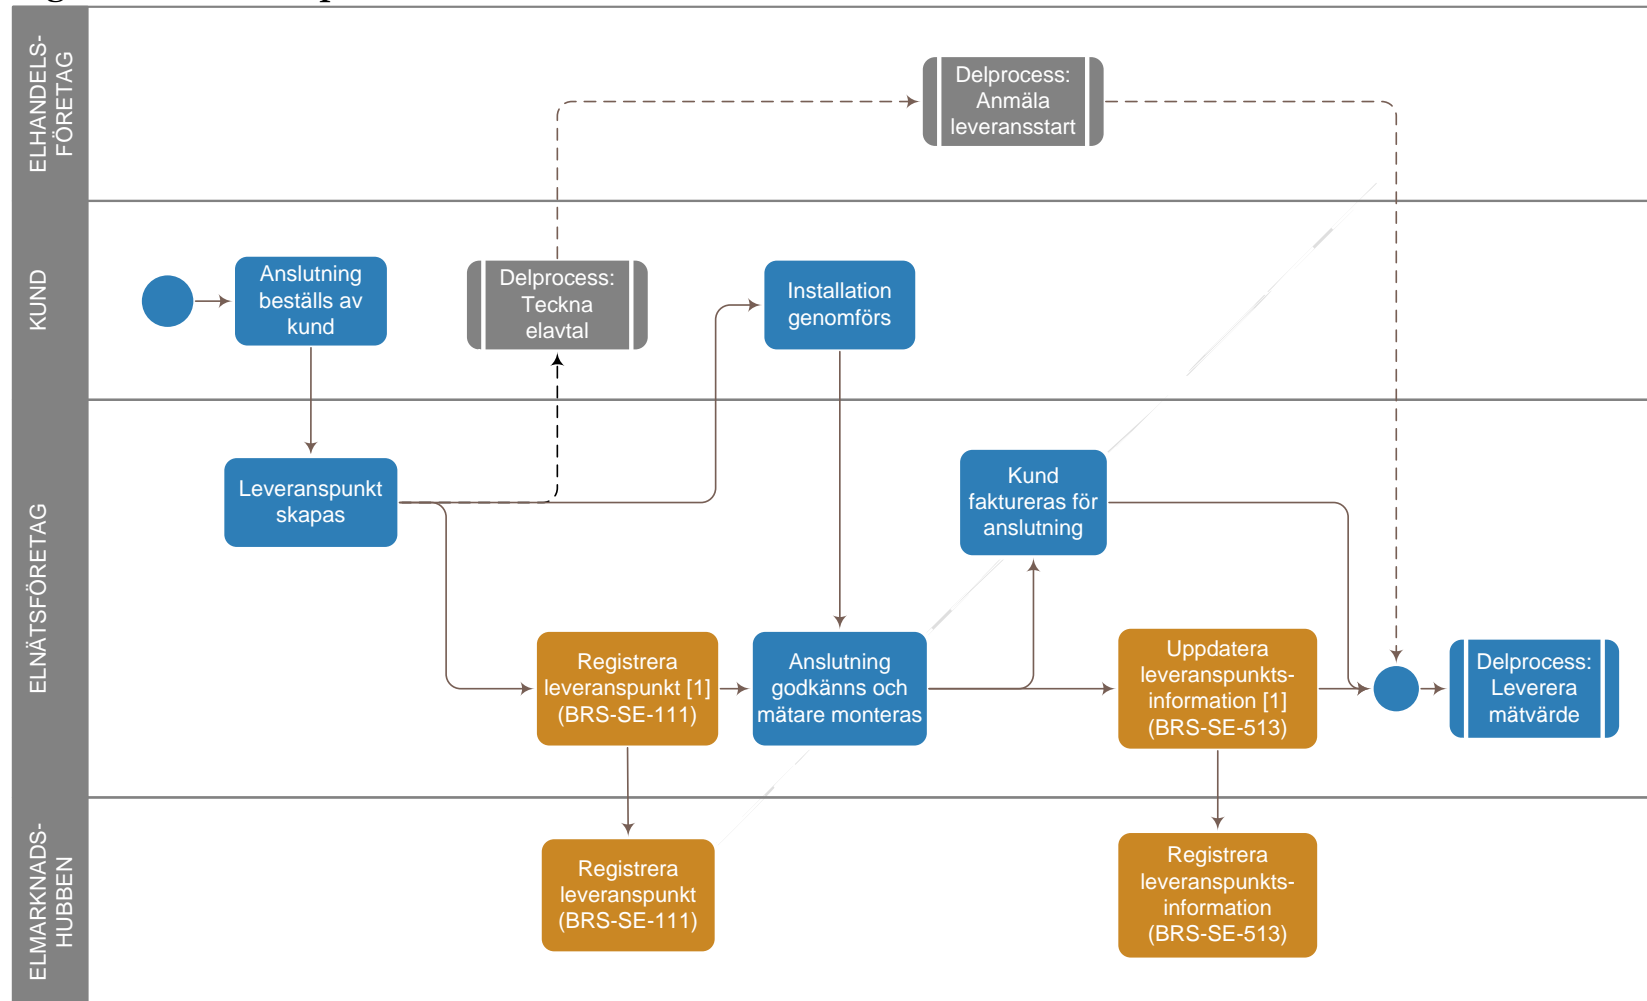 ELHANDELS-
FÖRETAG
Delprocess:
Anmäla
leveransstart
KUND
Anslutning
beställs av
kund
Delprocess:
Teckna
elavtal
Installation
genomförs
ELNÄTSFÖRETAG
Leveranspunkt
skapas
Kund
faktureras för
anslutning
Registrera
leveranspunkt [1]
(BRS-SE-111)
Anslutning
godkänns och
mätare monteras
Uppdatera
leveranspunkts-
information [1]
(BRS-SE-513)
Delprocess:
Leverera
mätvärde
ELMARKNADS-
HUBBEN
Registrera
leveranspunkt
(BRS-SE-111)
Registrera
leveranspunkts-
information
(BRS-SE-513)